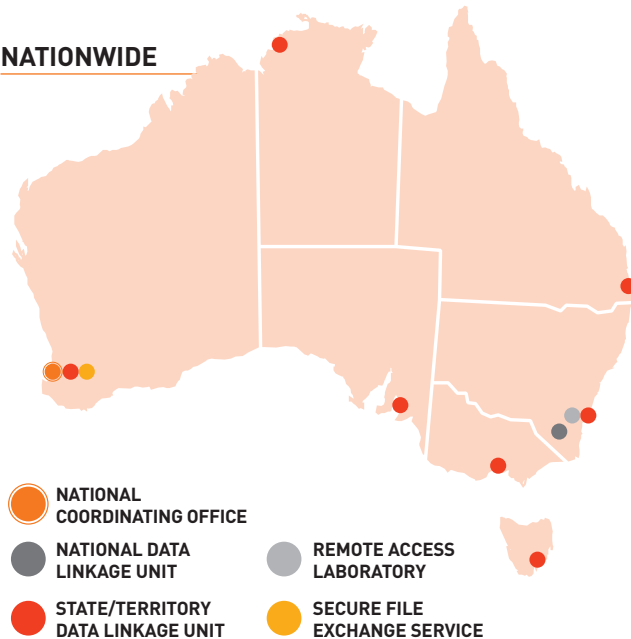 NATIONWIDE
NATIONAL
COORDINATING OFFICE
NATIONAL DATA
LINKAGE UNIT
REMOTE ACCESS
LABORATORY
STATE/TERRITORY
DATA LINKAGE UNIT
SECURE FILE
EXCHANGE SERVICE